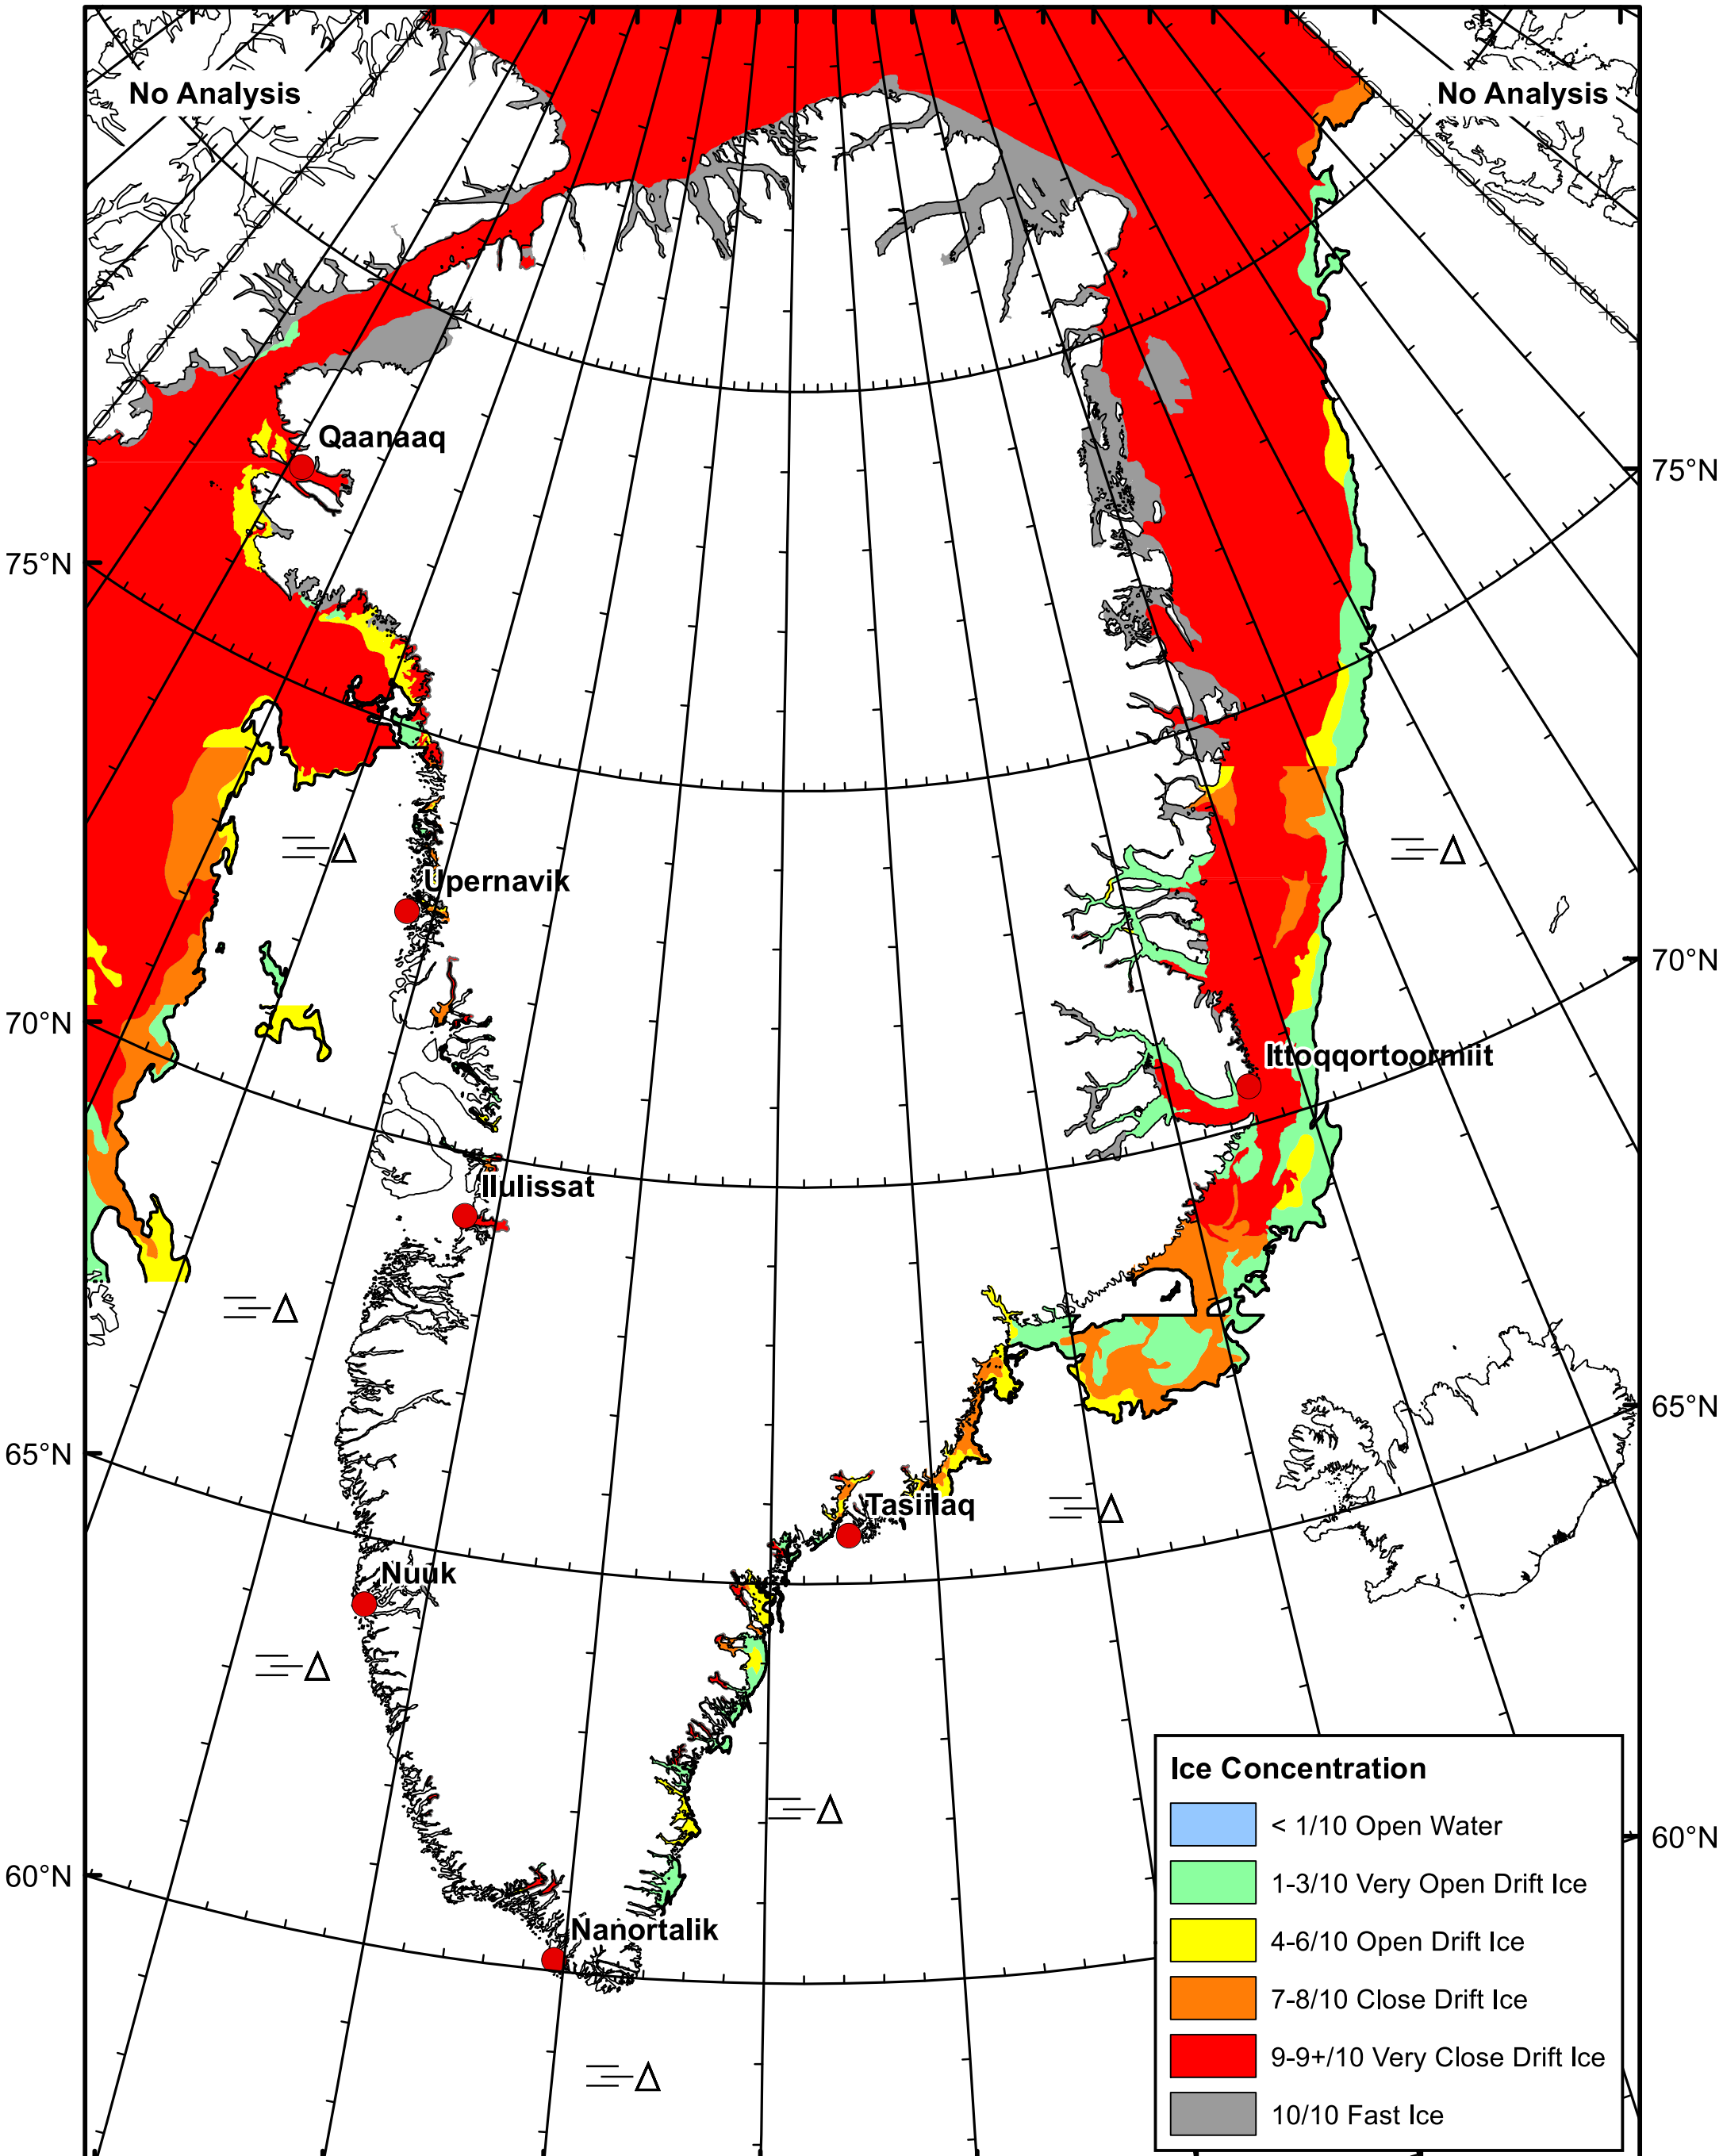 No Analysis
No Analysis
Qaanaaq
75°N
75°N
Upernavik
70°N
70°N
Ittoqqortoormiit
Ilulissat
65°N
65°N
Tasiilaq
Nuuk
Ice Concentration
< 1/10 Open Water
60°N
60°N
1-3/10 Very Open Drift Ice
Nanortalik
4-6/10 Open Drift Ice
7-8/10 Close Drift Ice
9-9+/10 Very Close Drift Ice
10/10 Fast Ice